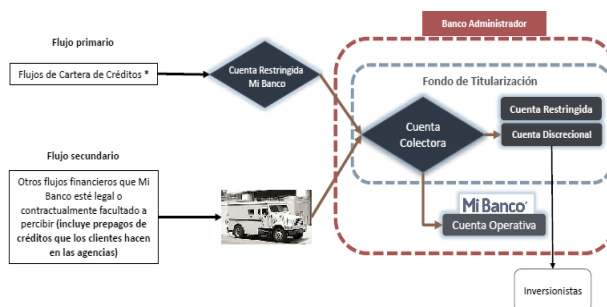 Banco Administrador
Flujo primario
Flujos de Cartera de Créditos *
Cuenta Restringida
Mi Banco
Fondo de Titularización
Cuenta Restringida
Cuenta
Colectora
Cuenta Discrecional
Flujo secundario
Otros flujos financieros que Mi
Banco esté legal o
contractualmente facultado a
percibir (incluye prepagos de
créditos que los clientes hacen
en las agencias)
Mi Banco
Cuenta Operativa
Inversionistas